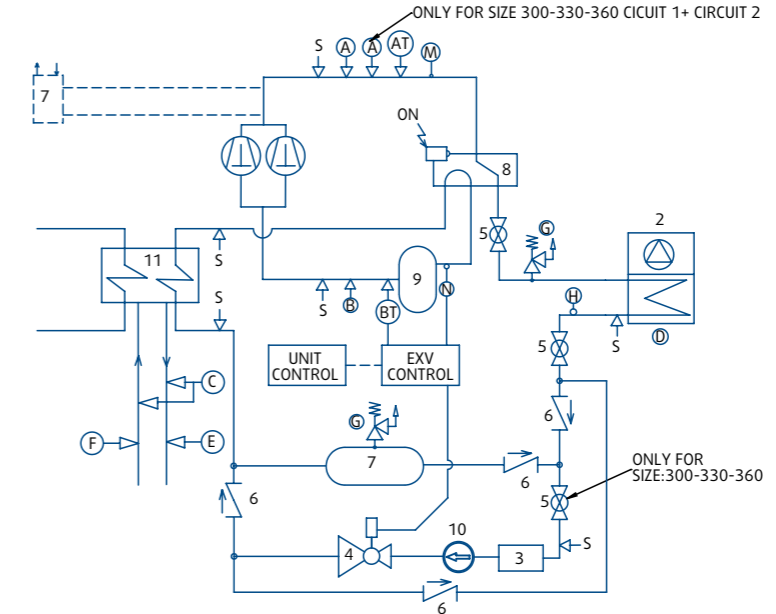 ONLY FOR SIZE 300-330-360 CICUIT 1+ CIRCUIT 2
S
A
A
AT
M
7
ON
8
5
G
2
11
S
9
H
S
S
B
BT
N
S
D
UNIT
CONTROL
EXV
CONTROL
5
C
G
6
F
E
7
6
ONLY FOR
SIZE:300-330-360
5
6
10
S
4
3
6